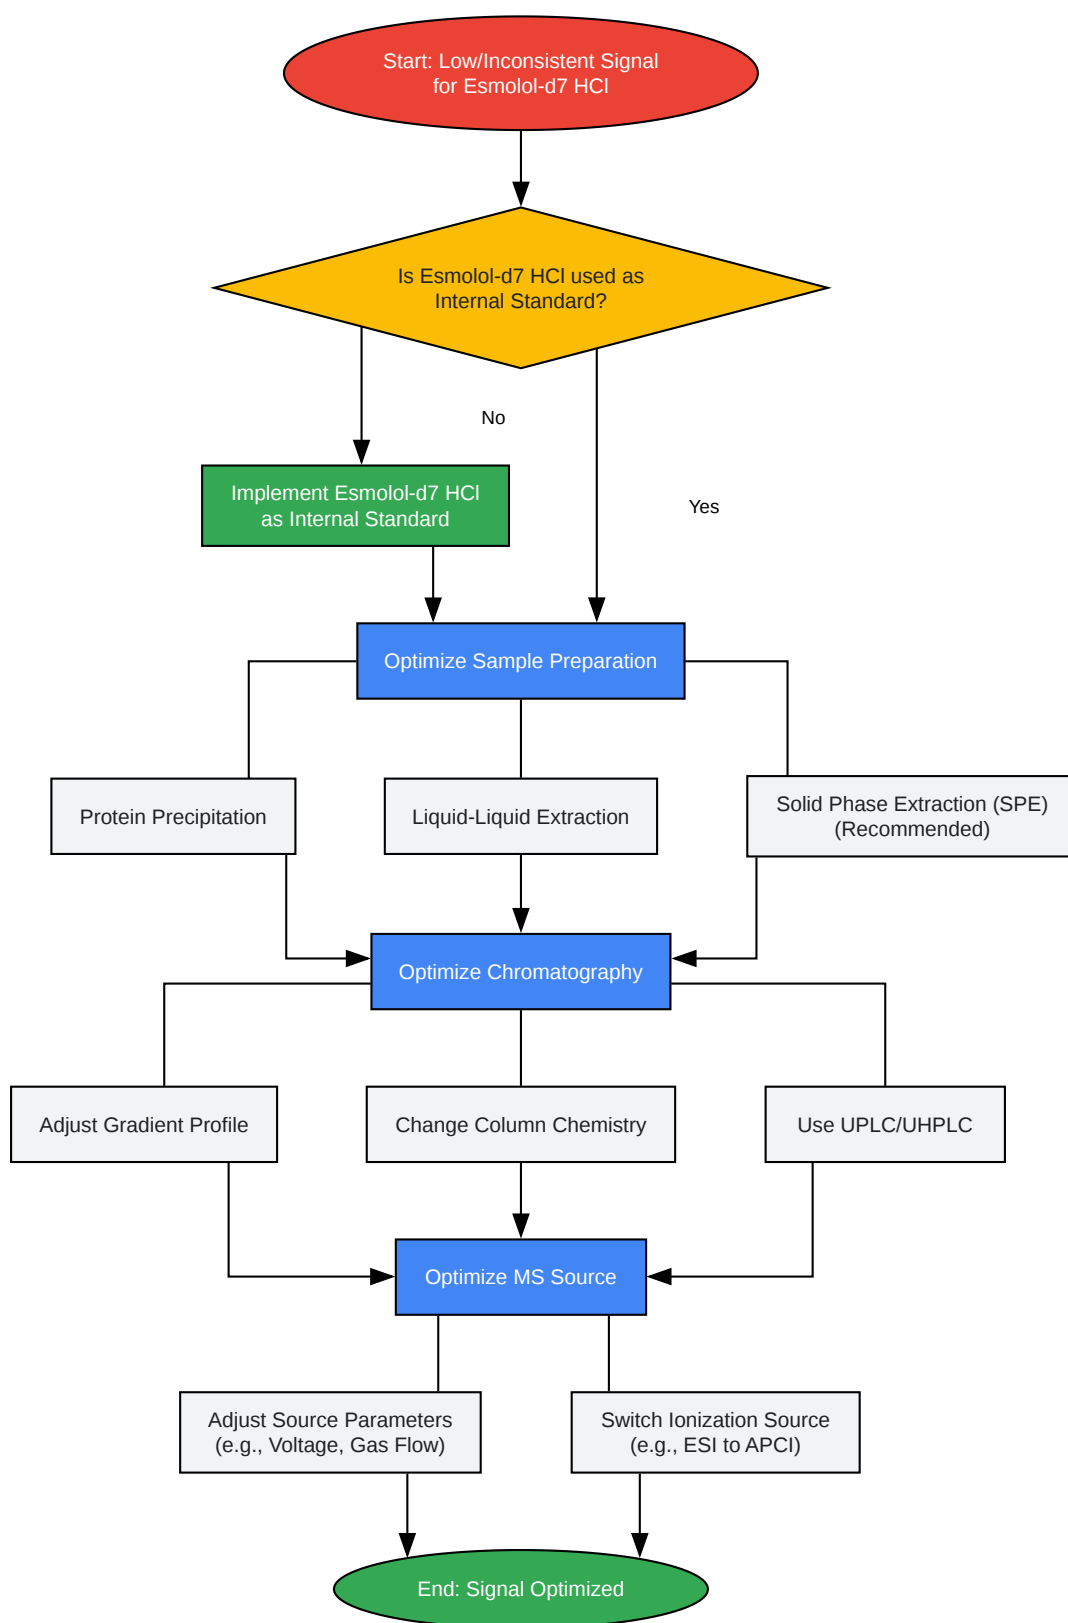 Start: Low/Inconsistent Signal
for Esmolol-d7 HCl
Is Esmolol-d7 HCl used as
Internal Standard?
No
Implement Esmolol-d7 HCl
as Internal Standard
Yes
Optimize Sample Preparation
Protein Precipitation
Liquid-Liquid Extraction
Solid Phase Extraction (SPE)
(Recommended)
Optimize Chromatography
Adjust Gradient Profile
Change Column Chemistry
Use UPLC/UHPLC
Optimize MS Source
Adjust Source Parameters
(e.g., Voltage, Gas Flow)
Switch Ionization Source
(e.g., ESI to APCI)
End: Signal Optimized